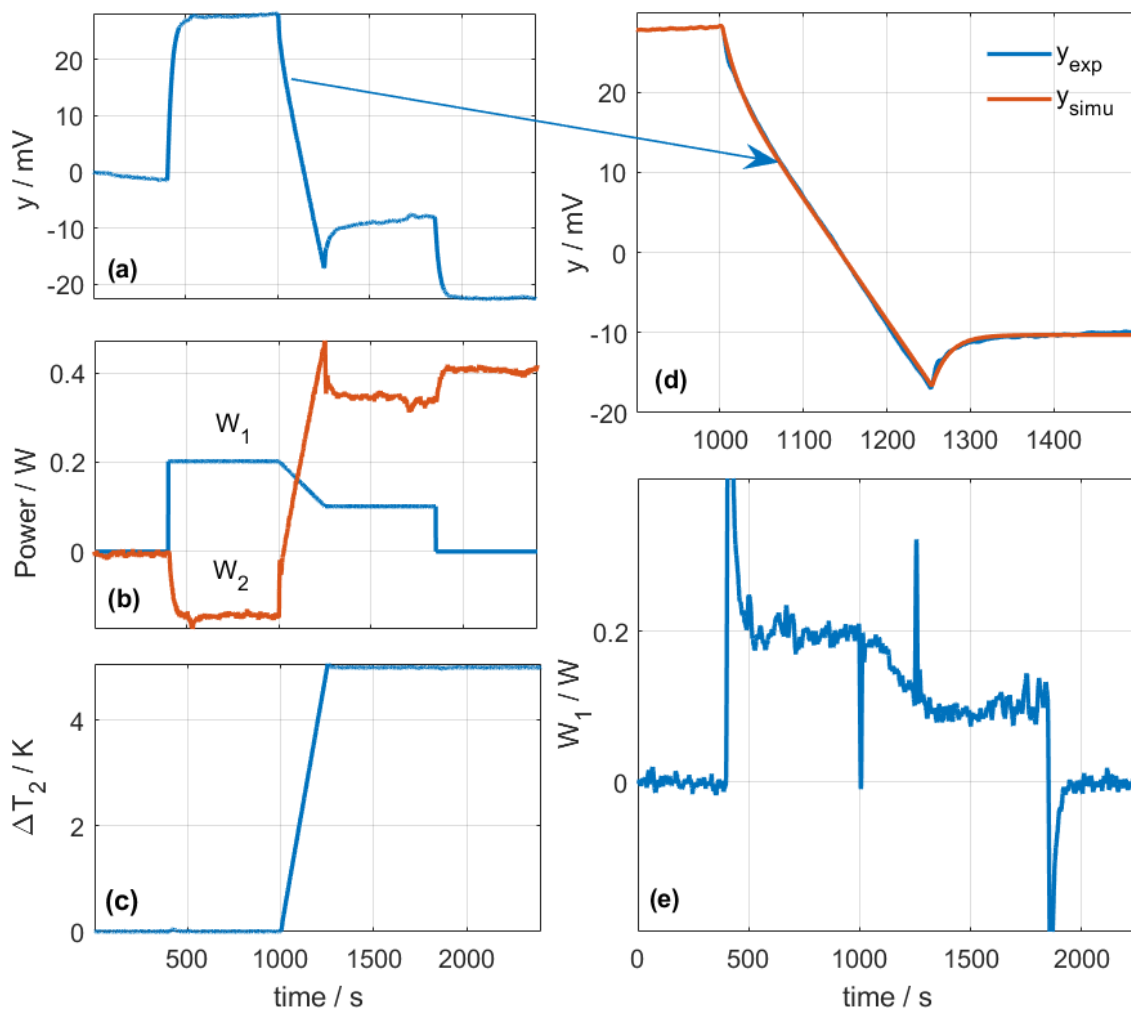 20
10
0
-10
-20
y / mV
(a)
0.4
0.2
0
Power / W
W1
W2
(b)
4
2
0
ΔT2 / K
(c)
500 1000 1500 2000
time / s
20
10
0
-10
-20
y / mV
yexp
ysimu
(d)
1000 1100 1200 1300 1400
0.2
0
W1 / W
(e)
0 500 1000 1500 2000
time / s